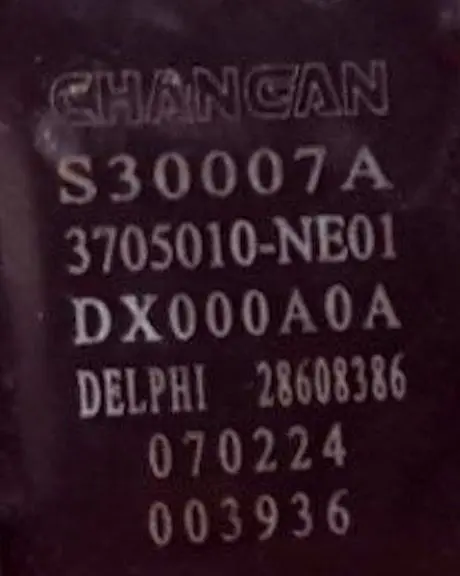 CHANGAN
S30007A
3705010-NE01
DX000A0A
DELPHI 28608386
070224
003936